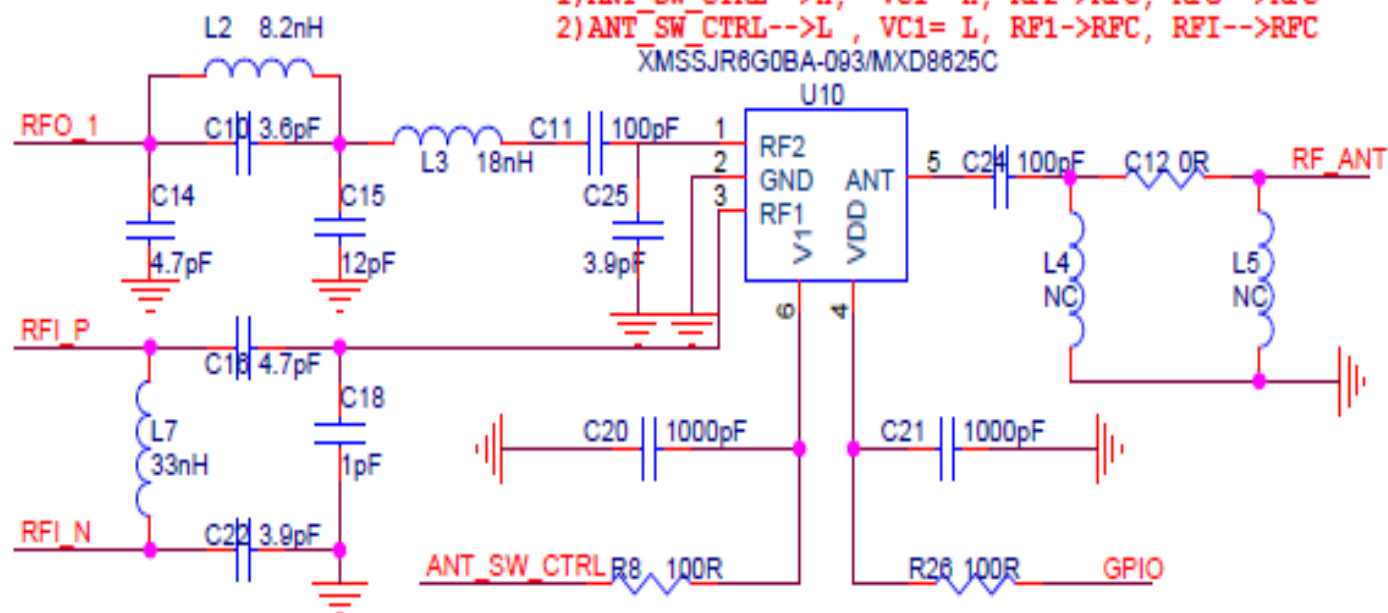 2)ANT_SW_CTRL-->L , VC1= L, RF1->RFC, RFI-->RFC
L2 8.2nH
XMSSJR6G0BA-093/MXD8625C
U10
RFO_1
C10 3.6pF
L3 18nH
C11 100pF
1
RF2
2
GND
3
RF1
ANT
V1
VDD
5
C24 100pF
C12 0R
RF_ANT
C14
4.7pF
C15
12pF
C25
3.9pF
6
4
L4
NC
L5
NC
RFI_P
C16 4.7pF
C18
1pF
L7
33nH
C20 1000pF
C21 1000pF
RFI_N
C22 3.9pF
ANT_SW_CTRL
R8 100R
R26 100R
GPIO